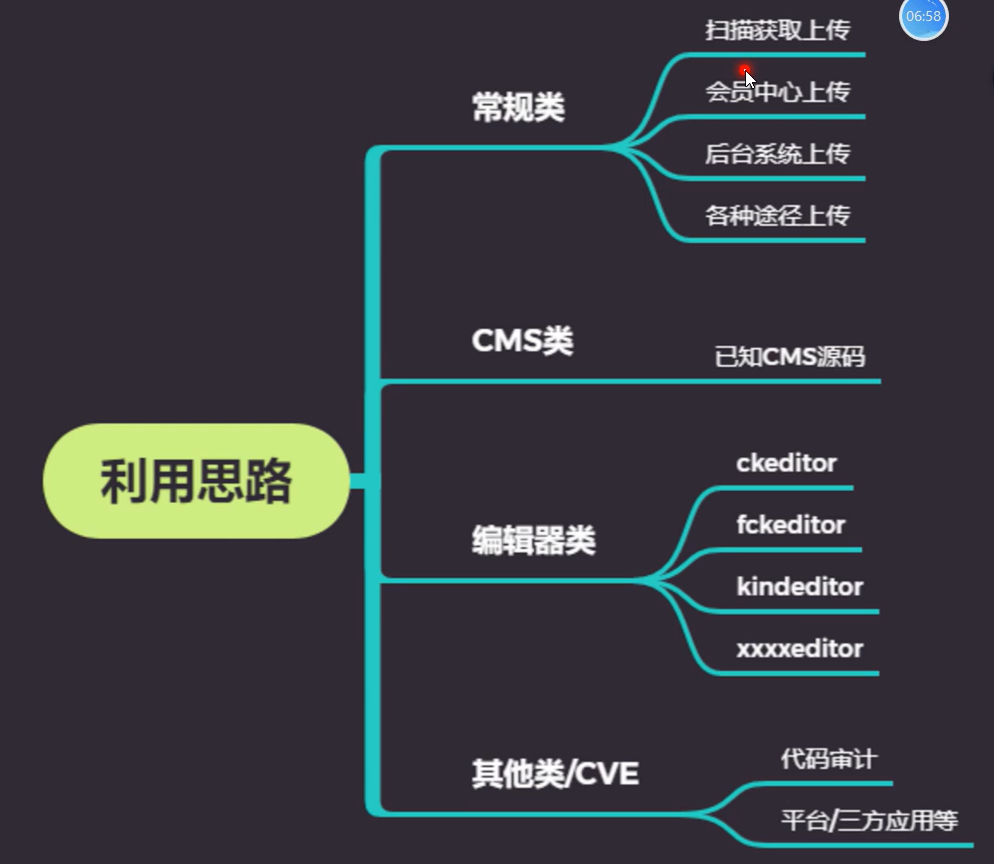 06:58
扫描获取上传
会员中心上传
常规类
后台系统上传
各种途径上传
CMS类
已知CMS源码
利用思路
ckeditor
fckeditor
编辑器类
kindeditor
xxxxeditor
其他类/CVE
代码审计
平台/三方应用等